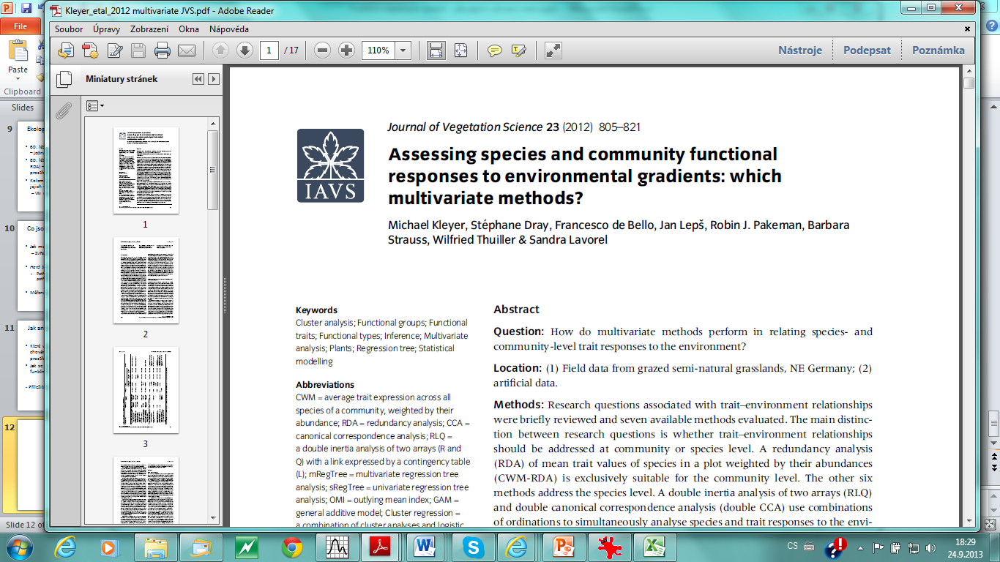 Kleyer_etal_2012 multivariate JVS.pdf - Adobe Reader
Soubor Úpravy Zobrazení Okna Nápověda
File
1 / 17 110% Nástroje Podepsat Poznámka
Paste
Clipboard
Slides
Miniatury stránek
9
10
11
12
1
2
3
Journal of Vegetation Science 23 (2012) 805–821
Assessing species and community functional
responses to environmental gradients: which
multivariate methods?
IAVS
Michael Kleyer, Stéphane Dray, Francesco de Bello, Jan Lepš, Robin J. Pakeman, Barbara
Strauss, Wilfried Thuiller & Sandra Lavorel
Keywords
Cluster analysis; Functional groups; Functional
traits; Functional types; Inference; Multivariate
analysis; Plants; Regression tree; Statistical
modelling
Abbreviations
CWM = average trait expression across all
species of a community, weighted by their
abundance; RDA = redundancy analysis; CCA =
canonical correspondence analysis; RLQ =
a double inertia analysis of two arrays (R and
Q) with a link expressed by a contingency table
(L); mRegTree = multivariate regression tree
analysis; sRegTree = univariate regression tree
analysis; OMI = outlying mean index; GAM =
general additive model; Cluster regression =
a combination of cluster analyses and logistic
Abstract
Question: How do multivariate methods perform in relating species- and
community-level trait responses to the environment?
Location: (1) Field data from grazed semi-natural grasslands, NE Germany; (2)
artificial data.
Methods: Research questions associated with trait–environment relationships
were briefly reviewed and seven available methods evaluated. The main distinc-
tion between research questions is whether trait–environment relationships
should be addressed at community or species level. A redundancy analysis
(RDA) of mean trait values of species in a plot weighted by their abundances
(CWM-RDA) is exclusively suitable for the community level. The other six
methods address the species level. A double inertia analysis of two arrays (RLQ)
and double canonical correspondence analysis (double CCA) use combinations
of ordinations to simultaneously analyse species and trait responses to the envi-
Slide 12 of
CS
18:29
24.9.2013